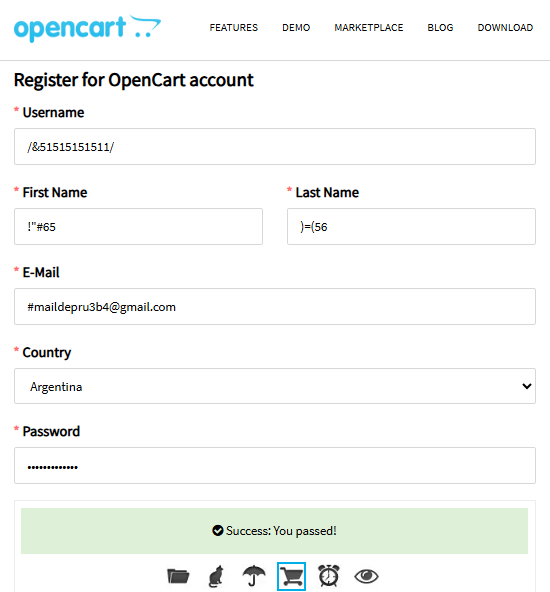 opencart
FEATURES DEMO MARKETPLACE BLOG DOWNLOAD
Register for OpenCart account
* Username
/&51515151511/
* First Name * Last Name
!"#65 )=(56
* E-Mail
#maildepru3b4@gmail.com
* Country
Argentina
* Password
•••••••••••••
Success: You passed!